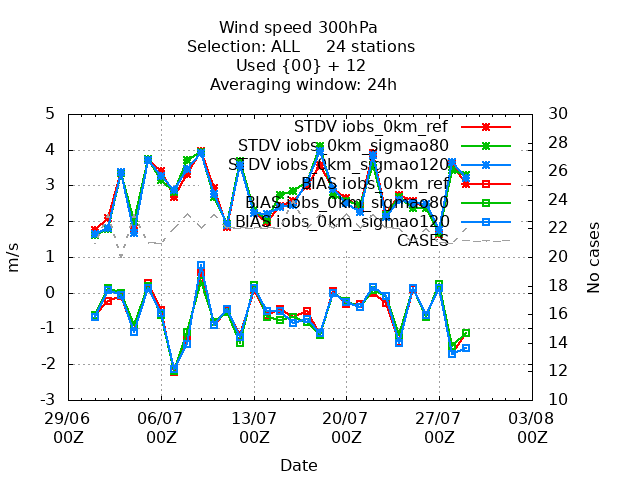 Wind speed 300hPa
Selection: ALL 24 stations
Used {00} + 12
Averaging window: 24h
5
4
3
2
1
0
-1
-2
-3
m/s
30
28
26
24
22
20
18
16
14
12
10
No cases
STDV iobs_0km_ref
STDV iobs_0km_sigmao80
STDV iobs_0km_sigmao120
BIAS iobs_0km_ref
BIAS iobs_0km_sigmao80
BIAS iobs_0km_sigmao120
CASES
29/06 06/07 13/07 20/07 27/07 03/08
00Z 00Z 00Z 00Z 00Z 00Z
Date